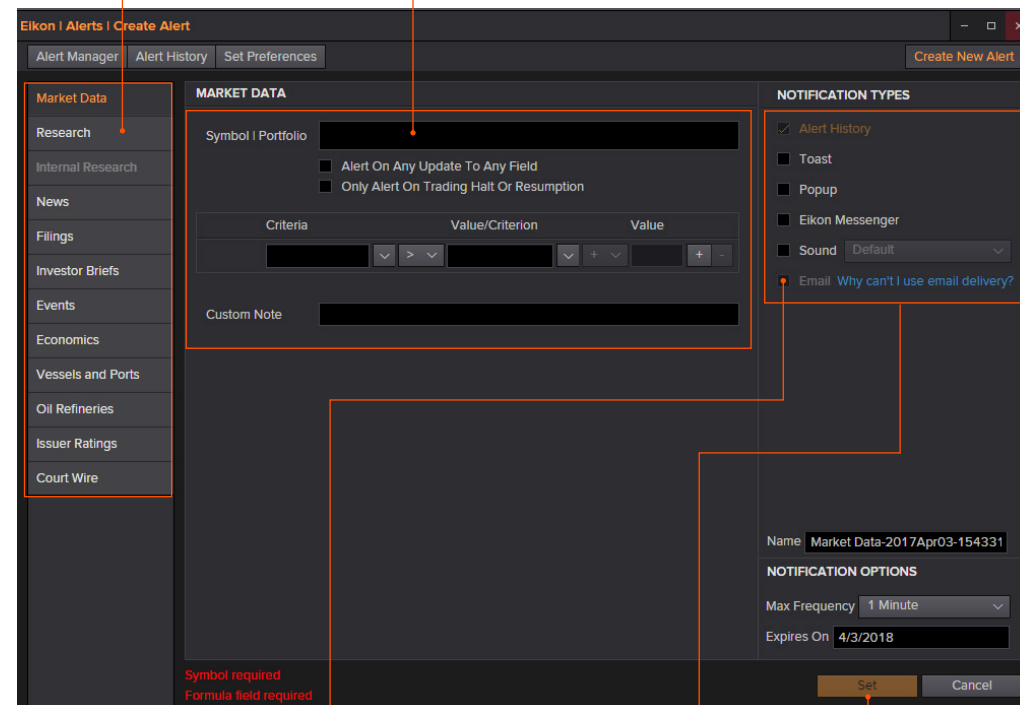 Eikon | Alerts | Create Alert
Alert Manager Alert History Set Preferences Create New Alert
Market Data
Research
Internal Research
News
Filings
Investor Briefs
Events
Economics
Vessels and Ports
Oil Refineries
Issuer Ratings
Court Wire
MARKET DATA
Symbol | Portfolio
Alert On Any Update To Any Field
Only Alert On Trading Halt Or Resumption
Criteria Value/Criterion Value
> + + -
Custom Note
Symbol required
Formula field required
NOTIFICATION TYPES
Alert History
Toast
Popup
Eikon Messenger
Sound Default
Email Why can't I use email delivery?
Name Market Data-2017Apr03-154331
NOTIFICATION OPTIONS
Max Frequency 1 Minute
Expires On 4/3/2018
Set Cancel